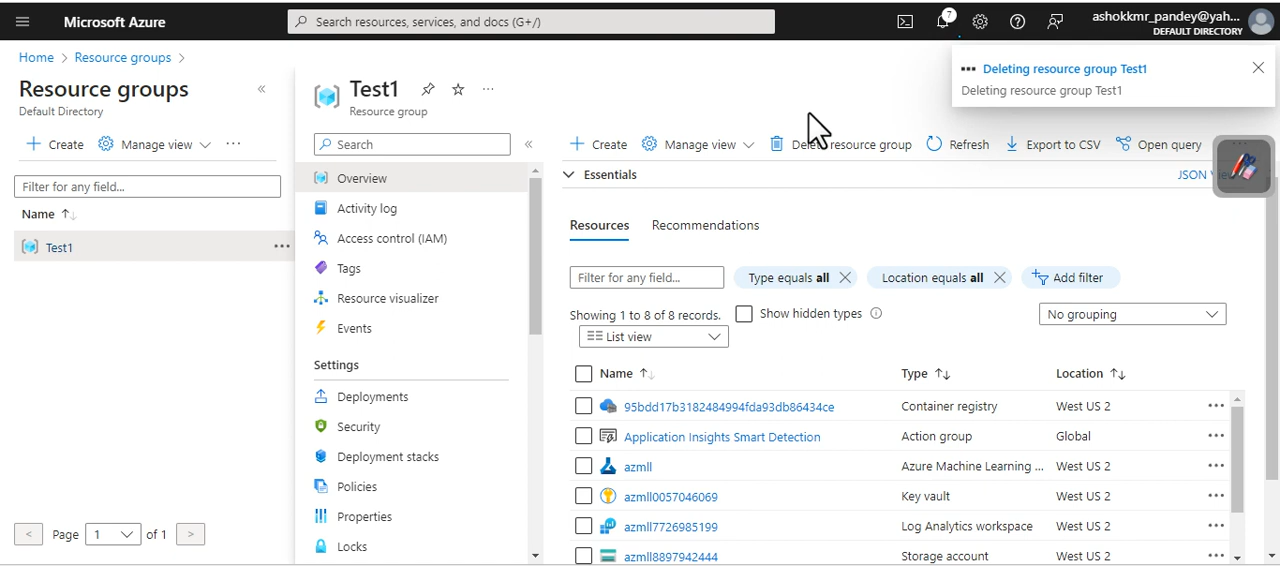 Microsoft Azure
Search resources, services, and docs (G+/)
7
ashokkmr_pandey@yah...
DEFAULT DIRECTORY
Home > Resource groups >
Resource groups
Default Directory
Create
Manage view
Filter for any field...
Name
Test1
< Page 1 of 1 >
Test1
Resource group
Search
Overview
Activity log
Access control (IAM)
Tags
Resource visualizer
Events
Settings
Deployments
Security
Deployment stacks
Policies
Properties
Locks
Deleting resource group Test1
Deleting resource group Test1
Create
Manage view
resource group
Refresh
Export to CSV
Open query
Essentials
JSON
Resources
Recommendations
Filter for any field...
Type equals all
Location equals all
Add filter
Showing 1 to 8 of 8 records.
Show hidden types
No grouping
List view
Name Type Location
95bdd17b3182484994fda93db86434ce Container registry West US 2
Application Insights Smart Detection Action group Global
azmll Azure Machine Learning ... West US 2
azmll0057046069 Key vault West US 2
azmll7726985199 Log Analytics workspace West US 2
azmll8897942444 Storage account West US 2